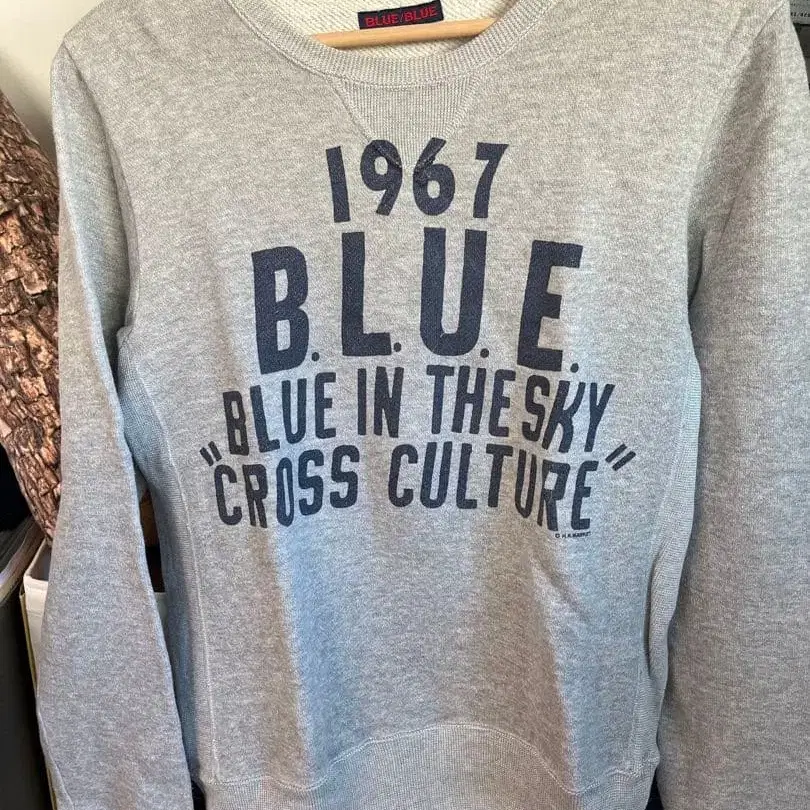 BLUE/BLUE
1967
B.L.U.E.
"BLUE IN THE SKY"
CROSS CULTURE